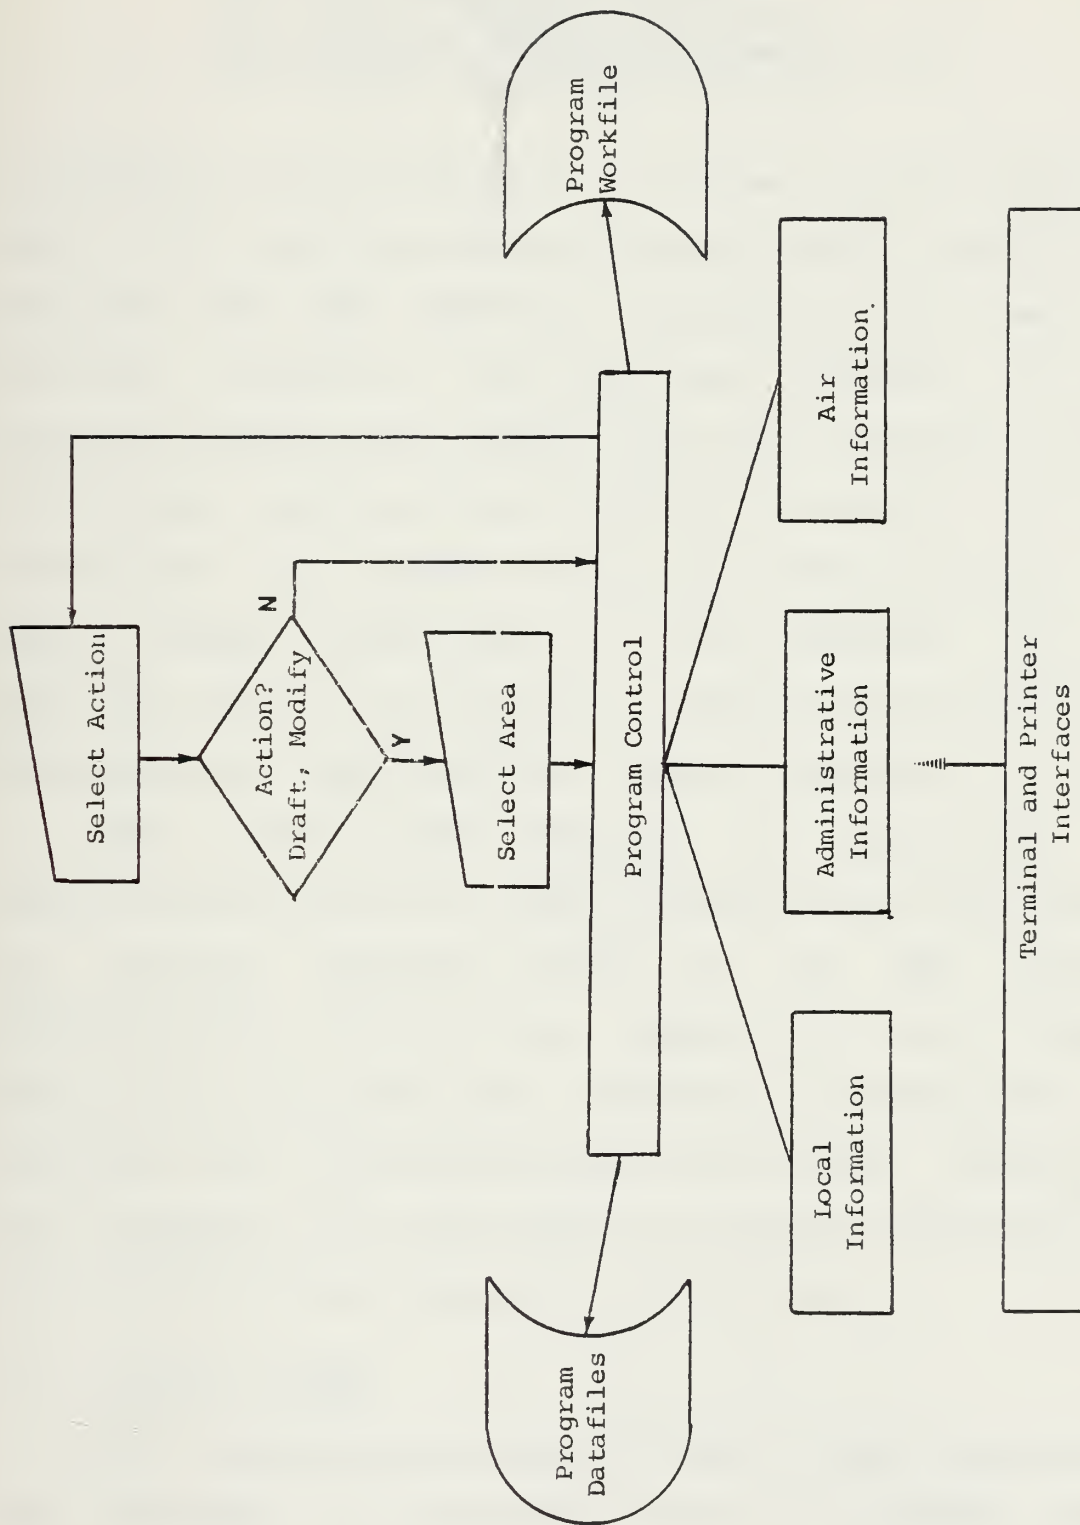 Select Action
Action?
Draft, Modify
N
Y
Select Area
Program
Datafiles
Program Control
Program
Workfile
Local
Information
Administrative
Information
Air
Information.
Terminal and Printer
Interfaces